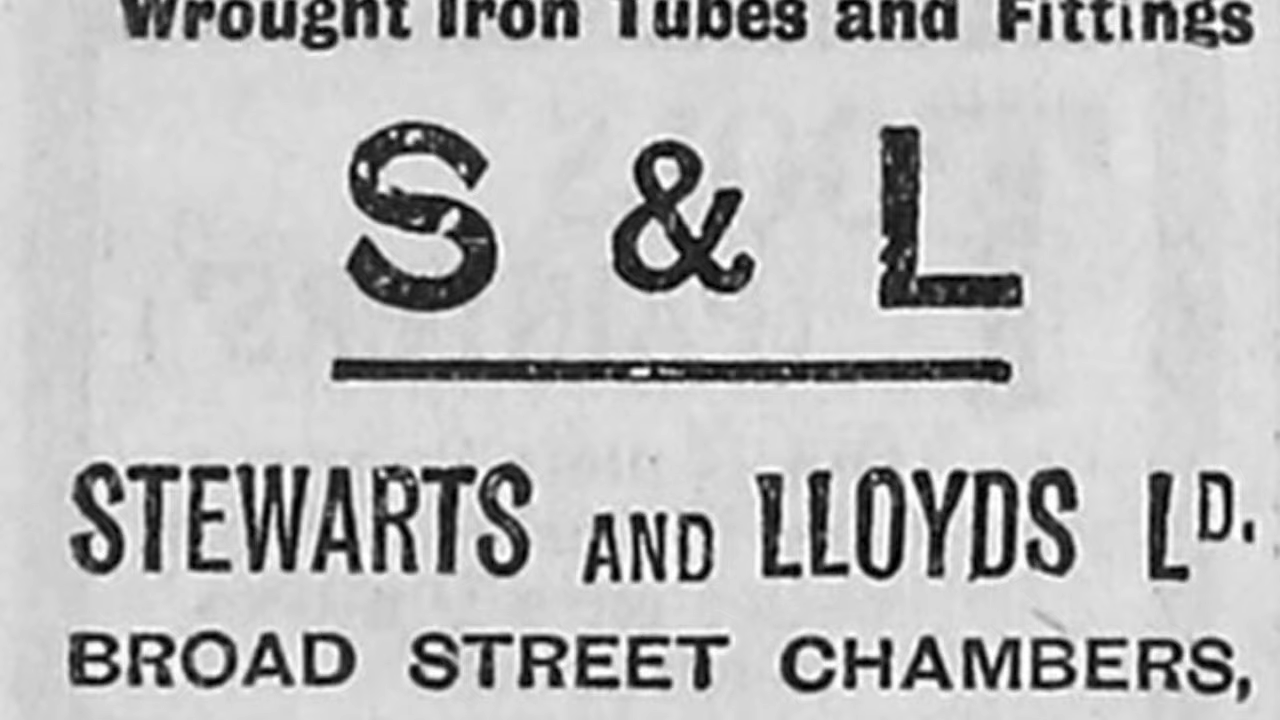 Wrought Iron Tubes and Fittings
S & L
STEWARTS AND LLOYDS LD.
BROAD STREET CHAMBERS,